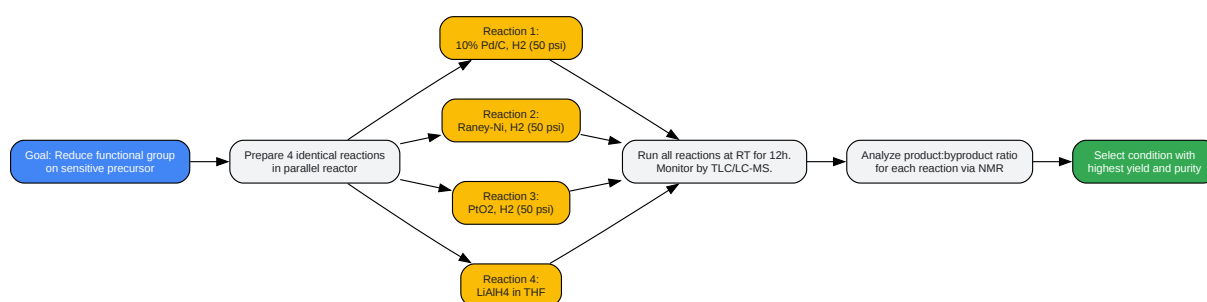 Goal: Reduce functional group
on sensitive precursor
Prepare 4 identical reactions
in parallel reactor
Reaction 1:
10% Pd/C, H2 (50 psi)
Reaction 2:
Raney-Ni, H2 (50 psi)
Reaction 3:
PtO2, H2 (50 psi)
Reaction 4:
LiAlH4 in THF
Run all reactions at RT for 12h.
Monitor by TLC/LC-MS.
Analyze product:byproduct ratio
for each reaction via NMR
Select condition with
highest yield and purity